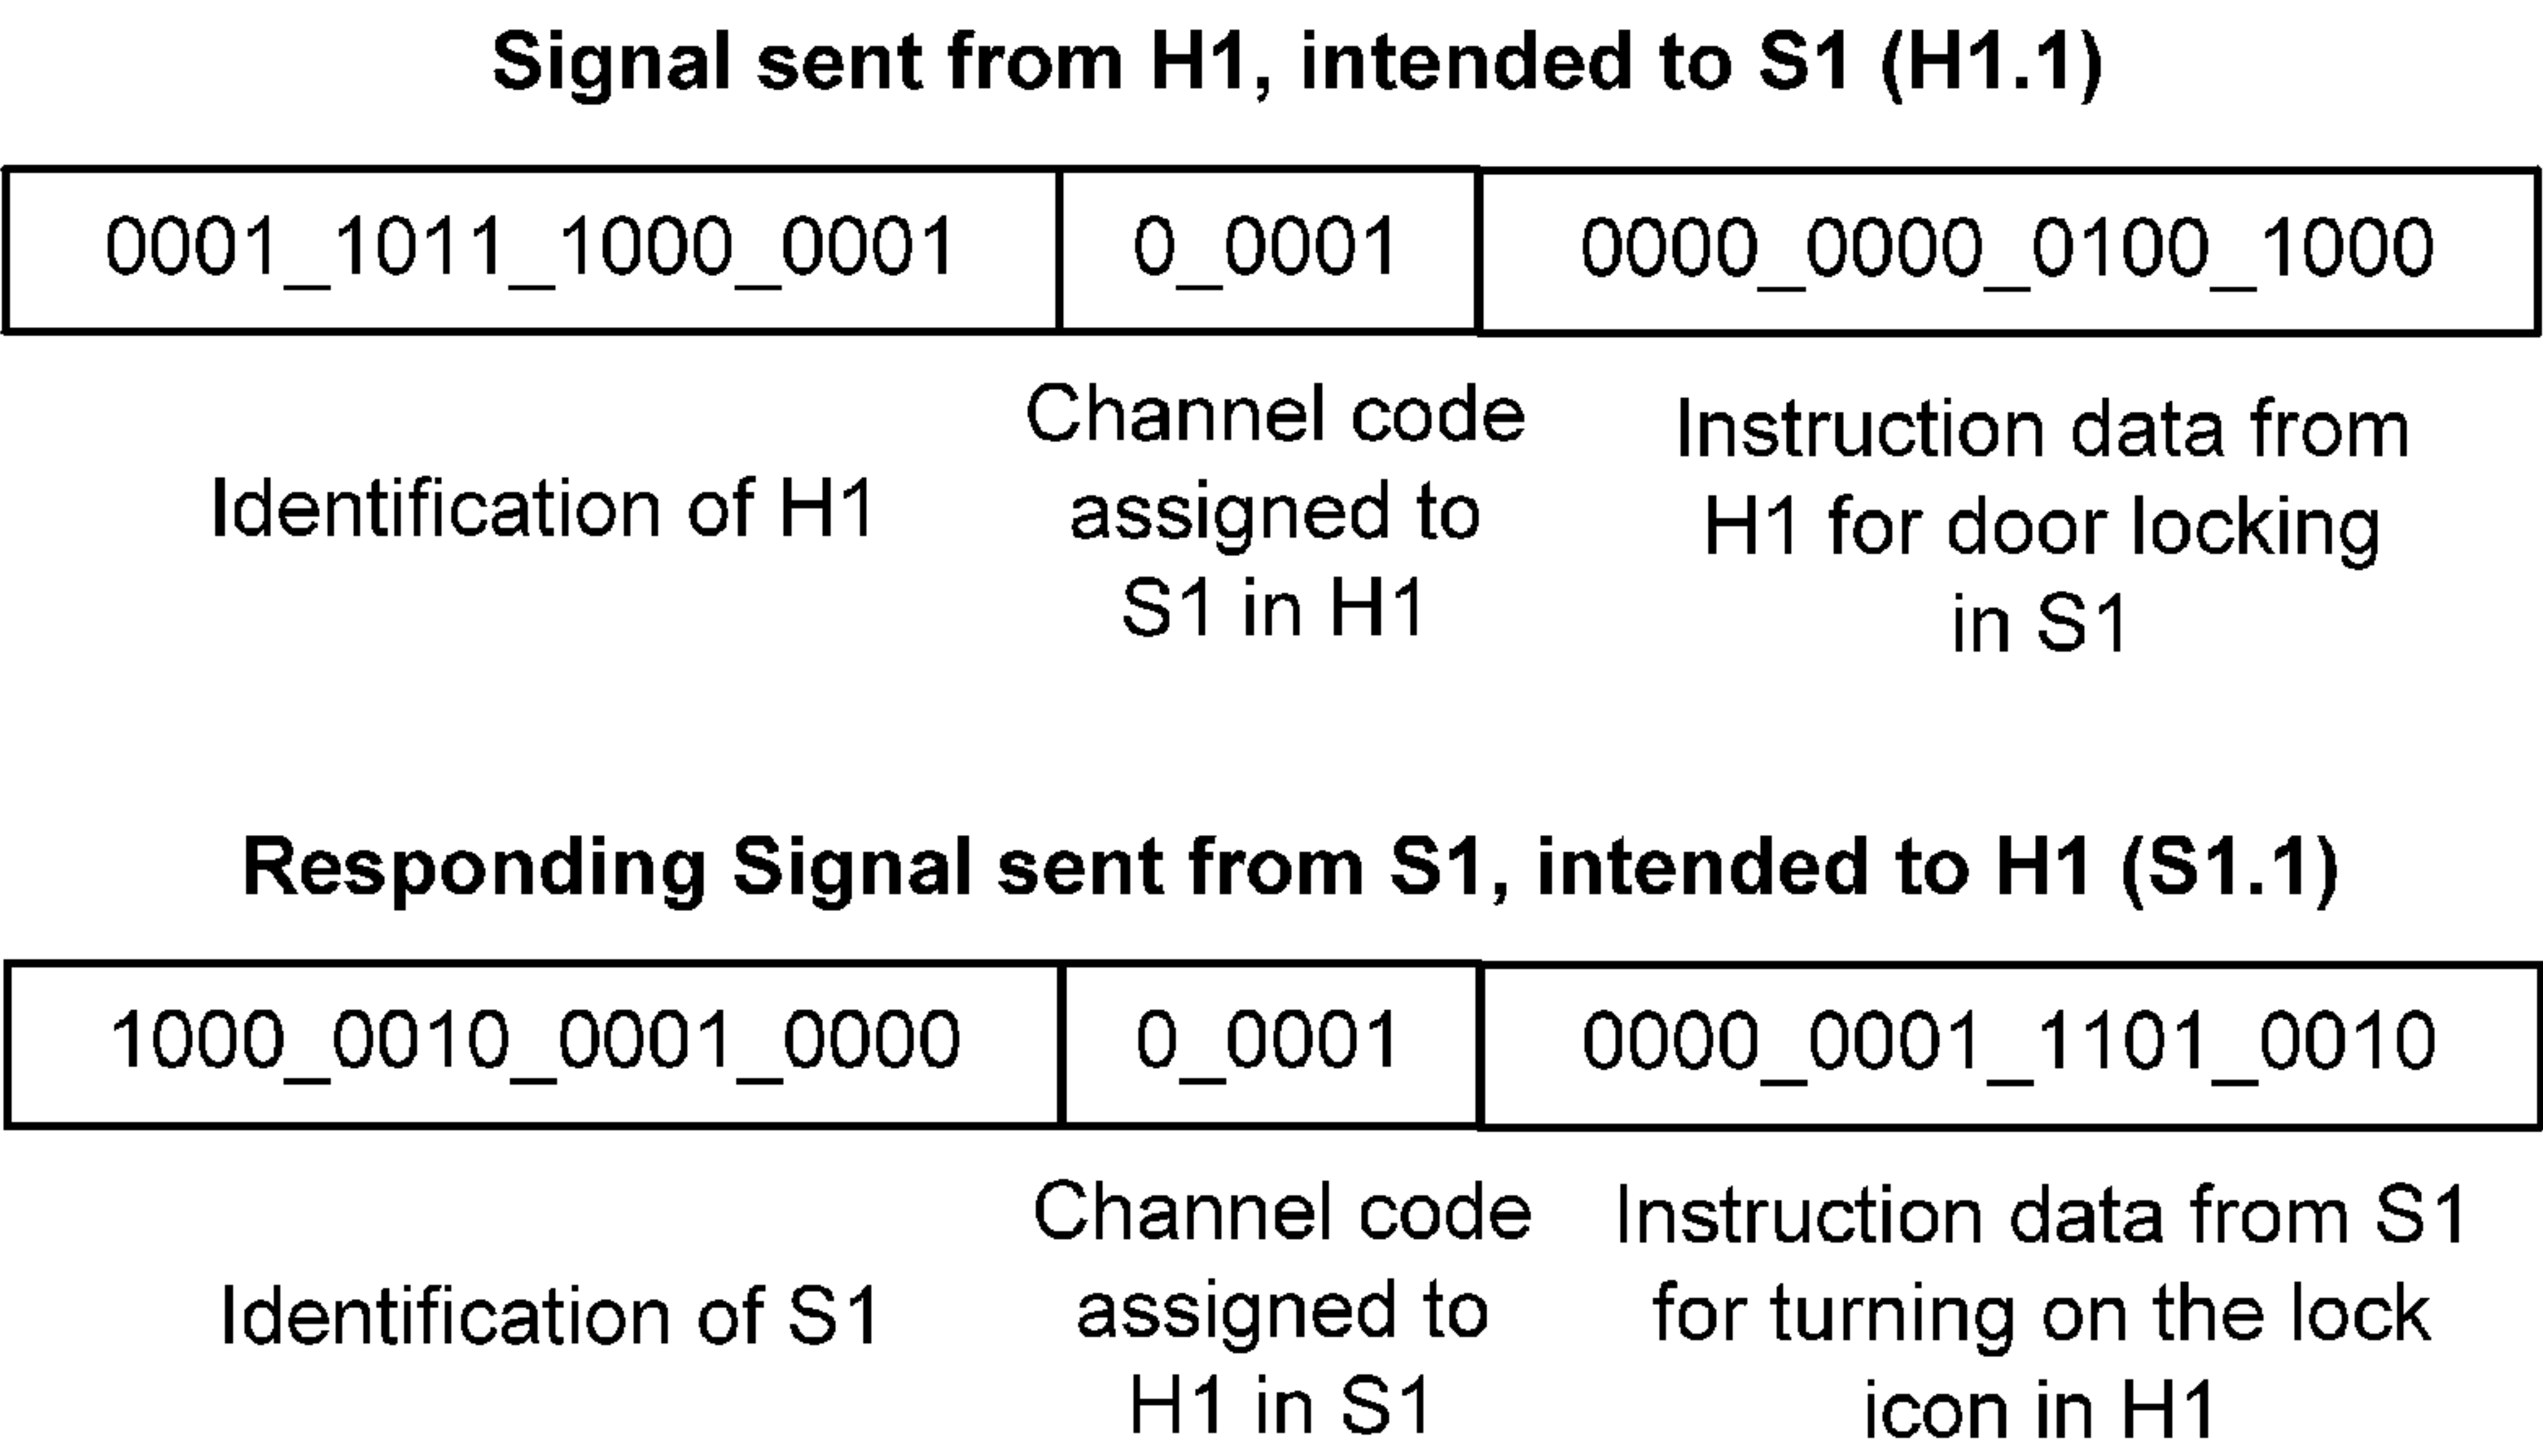 Signal sent from H1, intended to S1 (H1.1)
0001_1011_1000_0001 0_0001 0000_0000_0100_1000
Identification of H1
Channel code
assigned to
S1 in H1
Instruction data from
H1 for door locking
in S1
Responding Signal sent from S1, intended to H1 (S1.1)
1000_0010_0001_0000 0_0001 0000_0001_1101_0010
Identification of S1
Channel code
assigned to
H1 in S1
Instruction data from S1
for turning on the lock
icon in H1